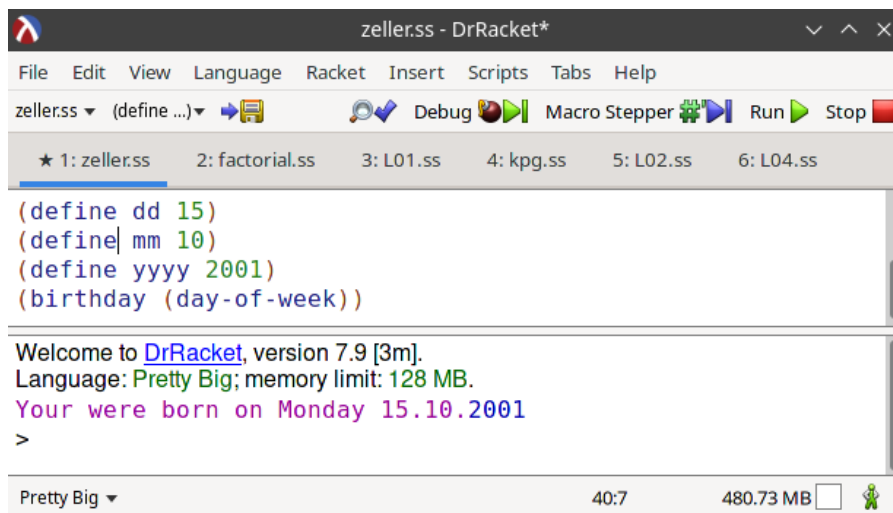 zeller.ss - DrRacket*
File Edit View Language Racket Insert Scripts Tabs Help
zeller.ss (define ...) Debug Macro Stepper Run Stop
★ 1: zeller.ss 2: factorial.ss 3: L01.ss 4: kpg.ss 5: L02.ss 6: L04.ss
(define dd 15)
(define mm 10)
(define yyyy 2001)
(birthday (day-of-week))
Welcome to DrRacket, version 7.9 [3m].
Language: Pretty Big; memory limit: 128 MB.
Your were born on Monday 15.10.2001
>
Pretty Big 40:7 480.73 MB